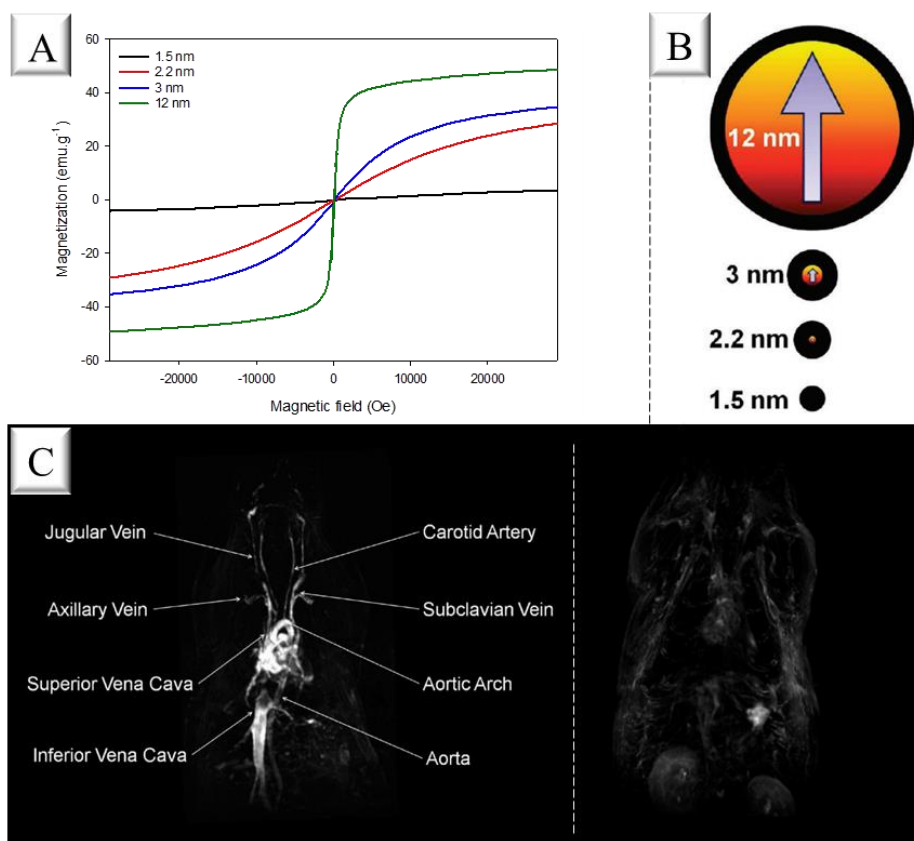 A
60
40
20
0
-20
-40
-60
Magnetization (emu.g⁻¹)
1.5 nm
2.2 nm
3 nm
12 nm
-20000 -10000 0 10000 20000
Magnetic field (Oe)
B
12 nm
3 nm
2.2 nm
1.5 nm
C
Jugular Vein
Axillary Vein
Superior Vena Cava
Inferior Vena Cava
Carotid Artery
Subclavian Vein
Aortic Arch
Aorta